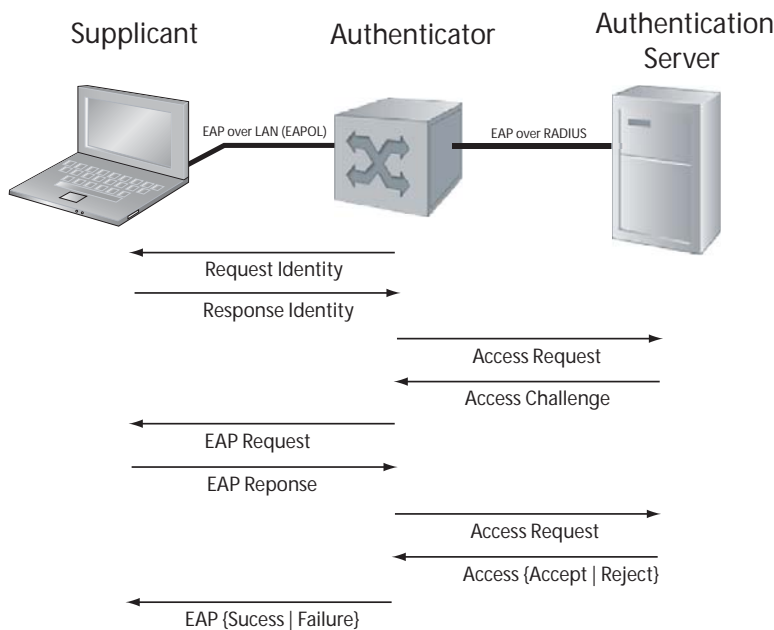 Supplicant
Authenticator
Authentication
Server
EAP over LAN (EAPOL)
EAP over RADIUS
Request Identity
Response Identity
Access Request
Access Challenge
EAP Request
EAP Reponse
Access Request
Access {Accept | Reject}
EAP {Sucess | Failure}